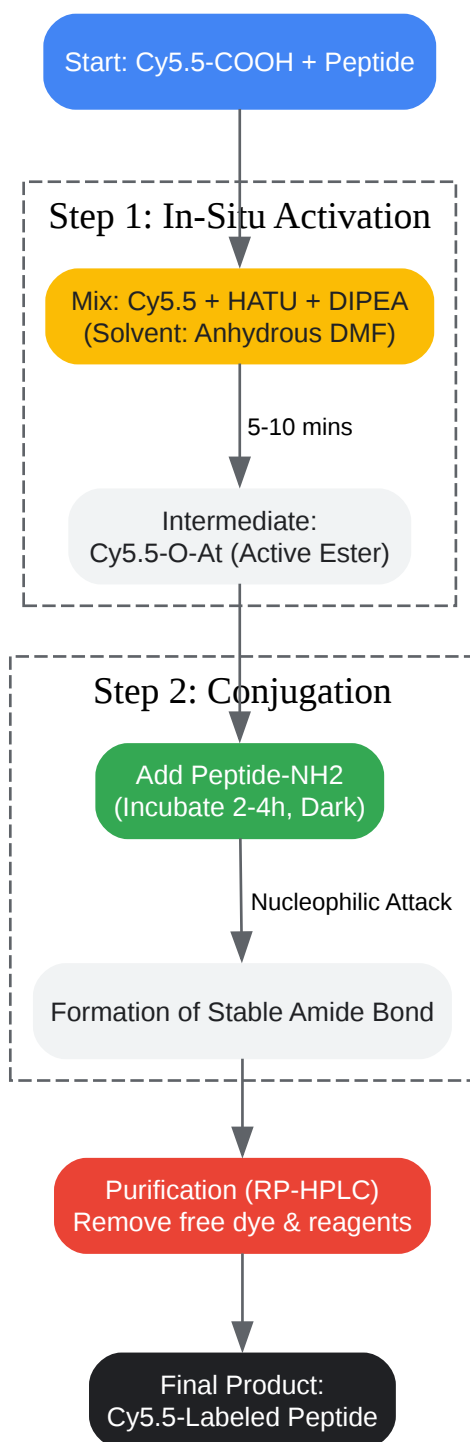 Start: Cy5.5-COOH + Peptide
Step 1: In-Situ Activation
Mix: Cy5.5 + HATU + DIPEA
(Solvent: Anhydrous DMF)
5-10 mins
Intermediate:
Cy5.5-O-At (Active Ester)
Step 2: Conjugation
Add Peptide-NH2
(Incubate 2-4h, Dark)
Nucleophilic Attack
Formation of Stable Amide Bond
Purification (RP-HPLC)
Remove free dye & reagents
Final Product:
Cy5.5-Labeled Peptide